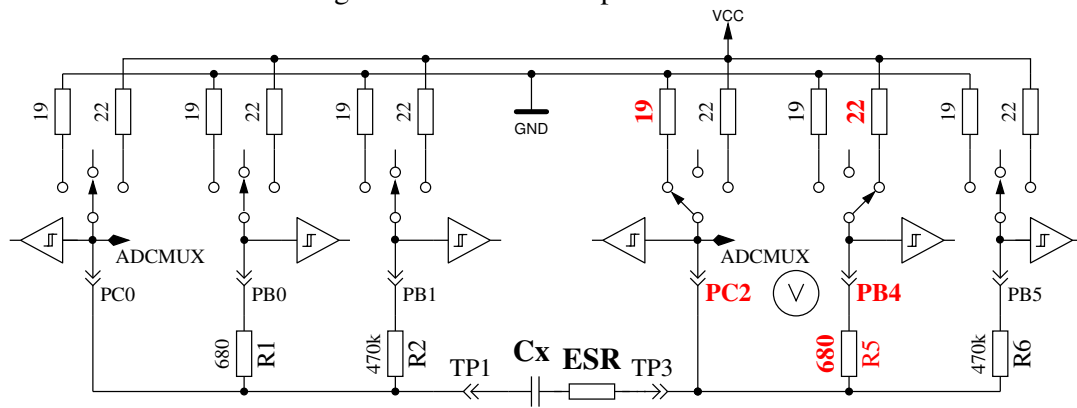 VCC
19
22
19
22
19
22
GND
19
22
19
22
19
22
ADCMUX
ADCMUX
PC0
PB0
PB1
PC2
V
PB4
PB5
680
R1
470k
R2
680
R5
470k
R6
TP1
Cx
ESR
TP3